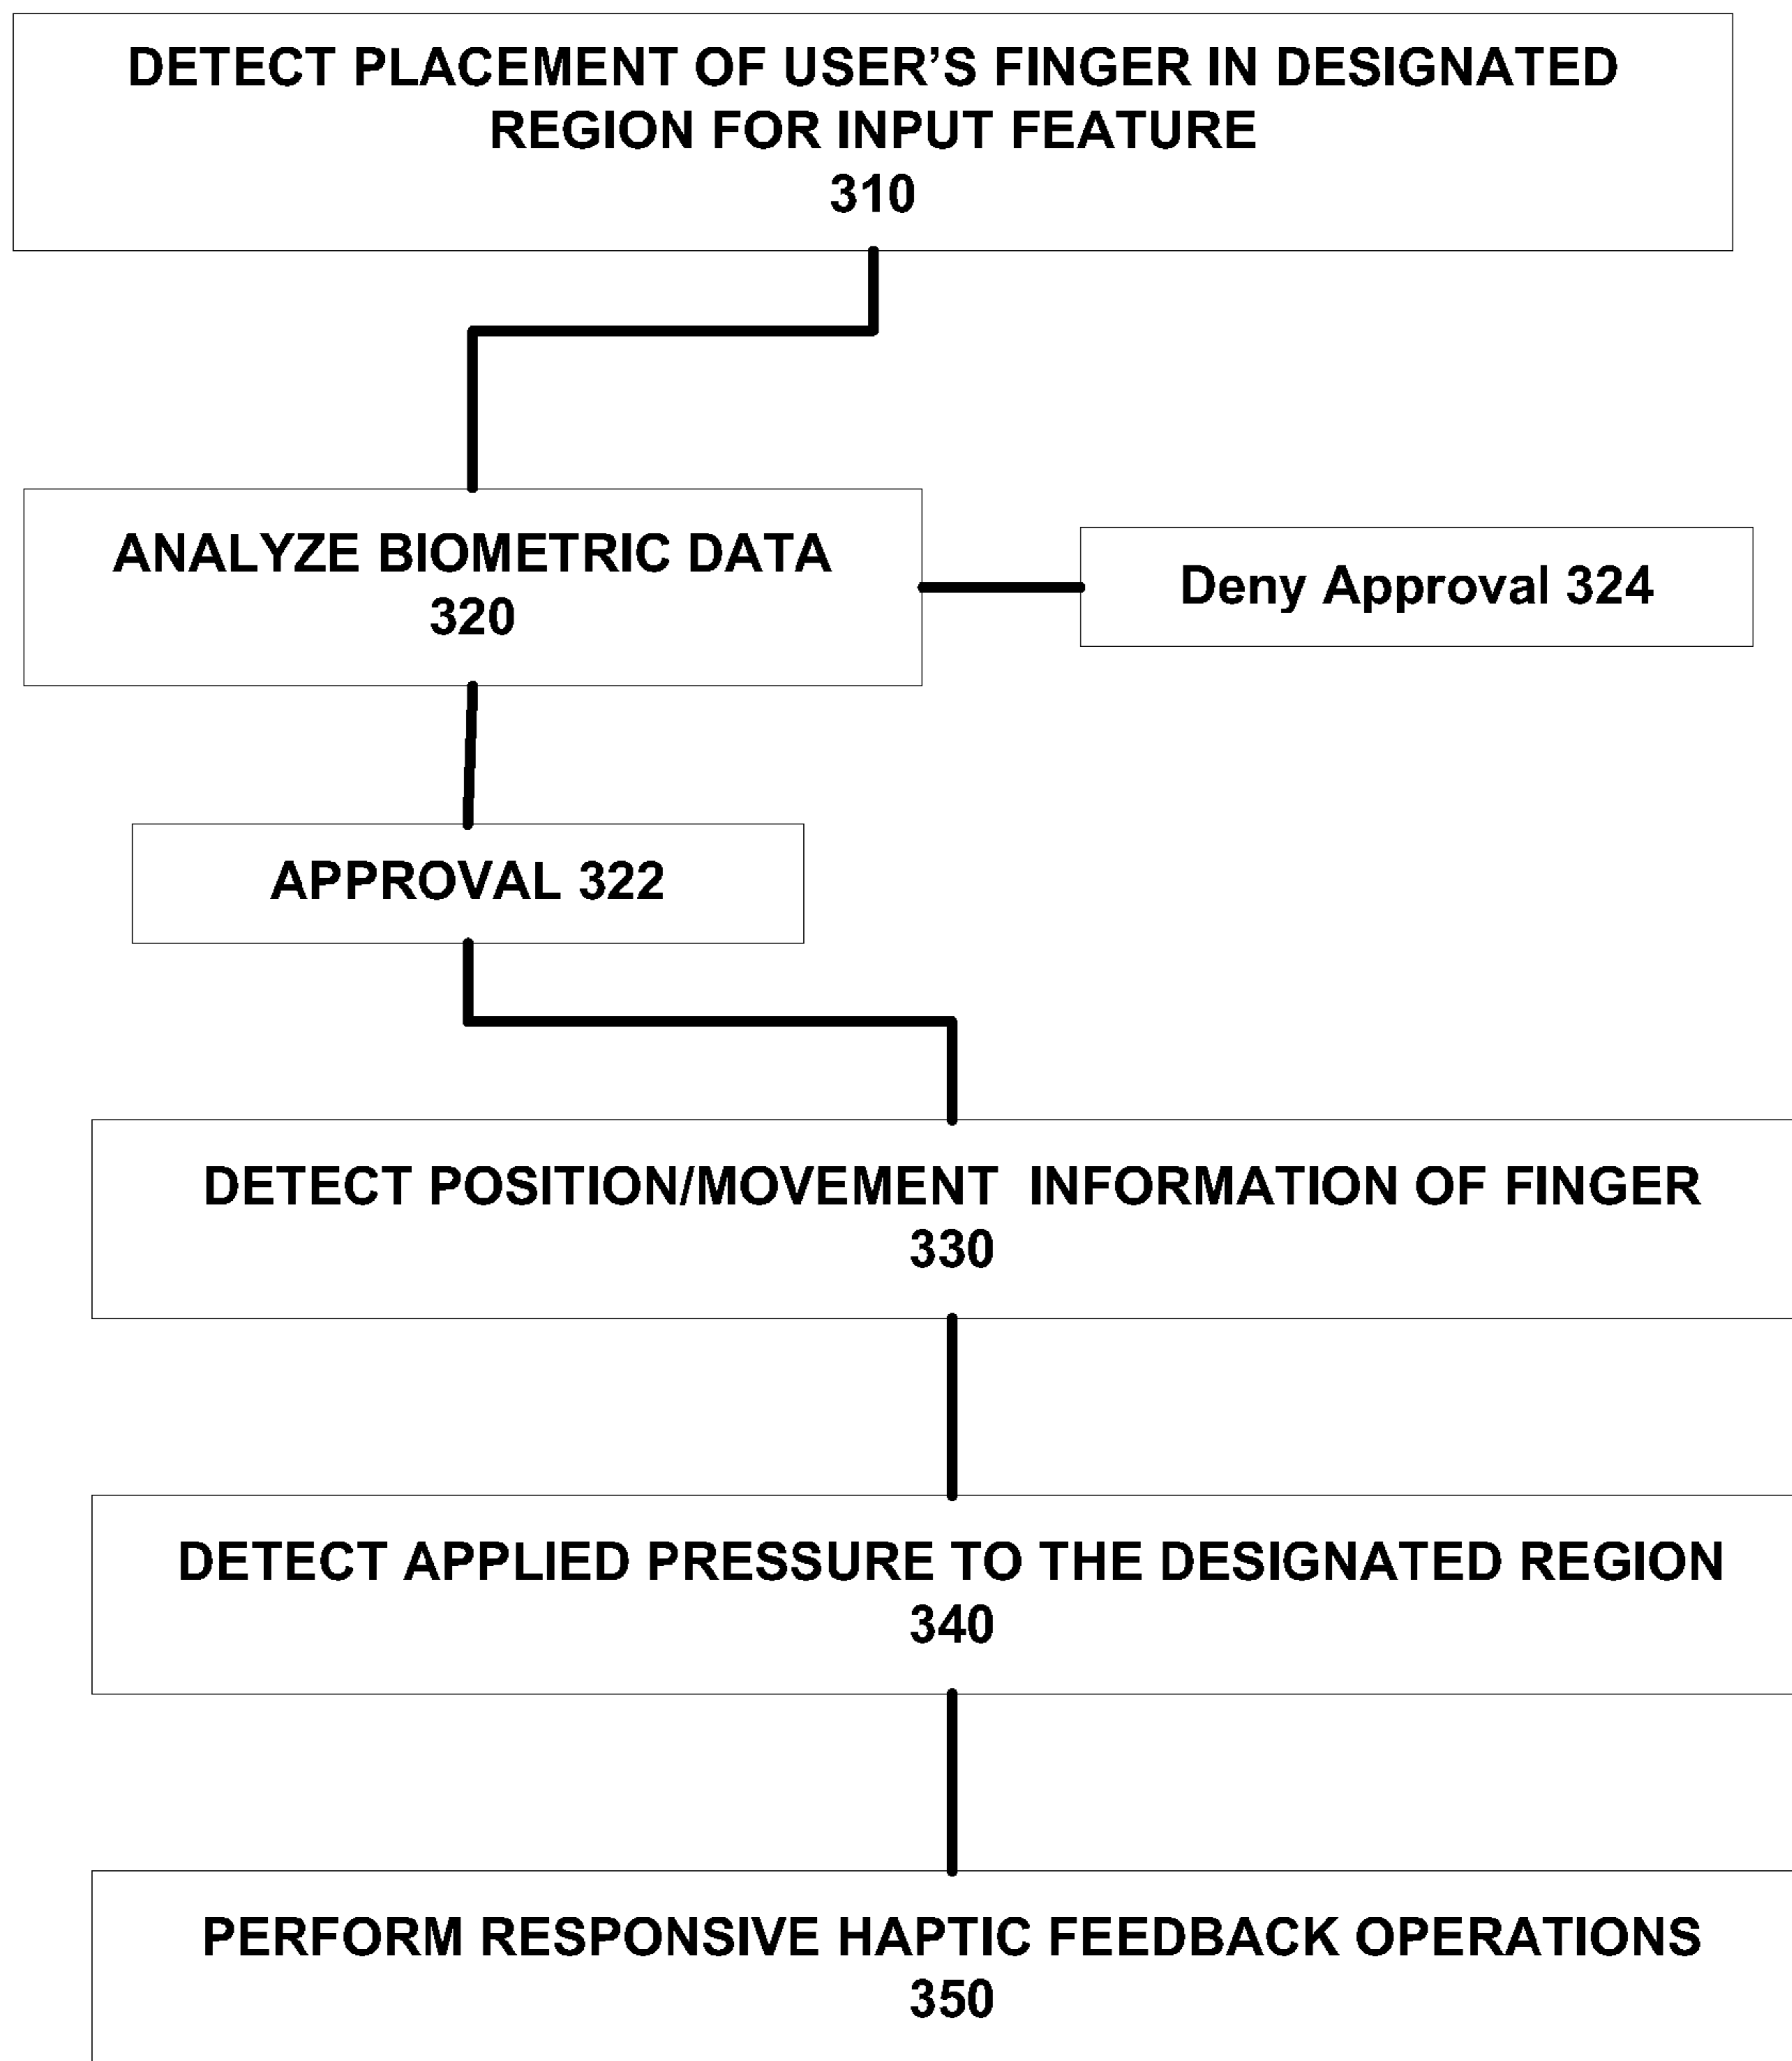 DETECT PLACEMENT OF USER’S FINGER IN DESIGNATED
REGION FOR INPUT FEATURE
310
ANALYZE BIOMETRIC DATA
320
Deny Approval 324
APPROVAL 322
DETECT POSITION/MOVEMENT INFORMATION OF FINGER
330
DETECT APPLIED PRESSURE TO THE DESIGNATED REGION
340
PERFORM RESPONSIVE HAPTIC FEEDBACK OPERATIONS
350